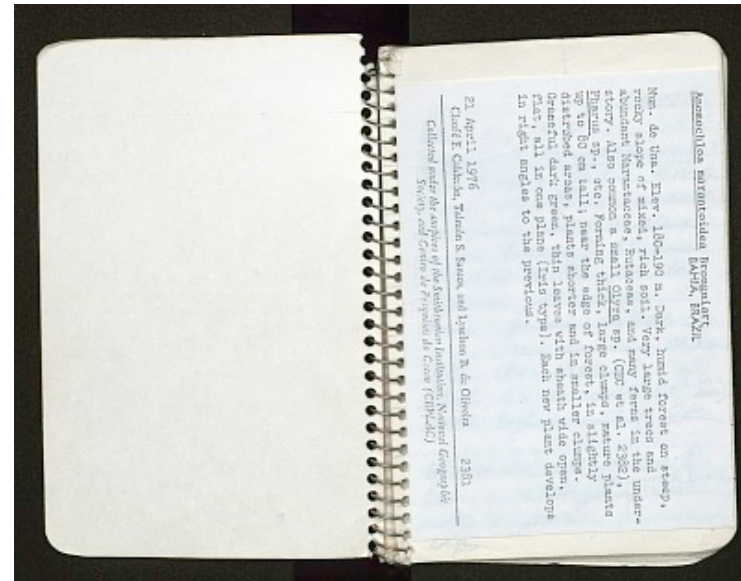 Anomochloa marantoidea Brongniart,
BAHIA, BRAZIL
Mun. de Una. Elev. 180-190 m. Dark, humid forest on steep,
rocky slope of mixed, rich soil. Very large trees and
abundant Marantaceae, Rutaceae, and many ferns in the under-
story. Also common a small Olyra sp. (CEC et al. 2382),
Pharus sp., etc. Forming thick, large clumps, mature plants
up to 80 cm tall; near the edge of forest, in slightly
distrubed areas, plants shorter and in smaller clumps.
Graceful dark green, thin leaves with sheath wide open,
flat, all in one plane (Iris type). Each new plant develops
in right angles to the previous.
21 April 1976 2381
Cleofé E. Calderón, Talmón S. Santos, and Lyschen B. de Oliveira
Collected under the auspices of the Smithsonian Institution, National Geographic
Society, and Centro de Pesquisas do Cacau (CEPLAC)